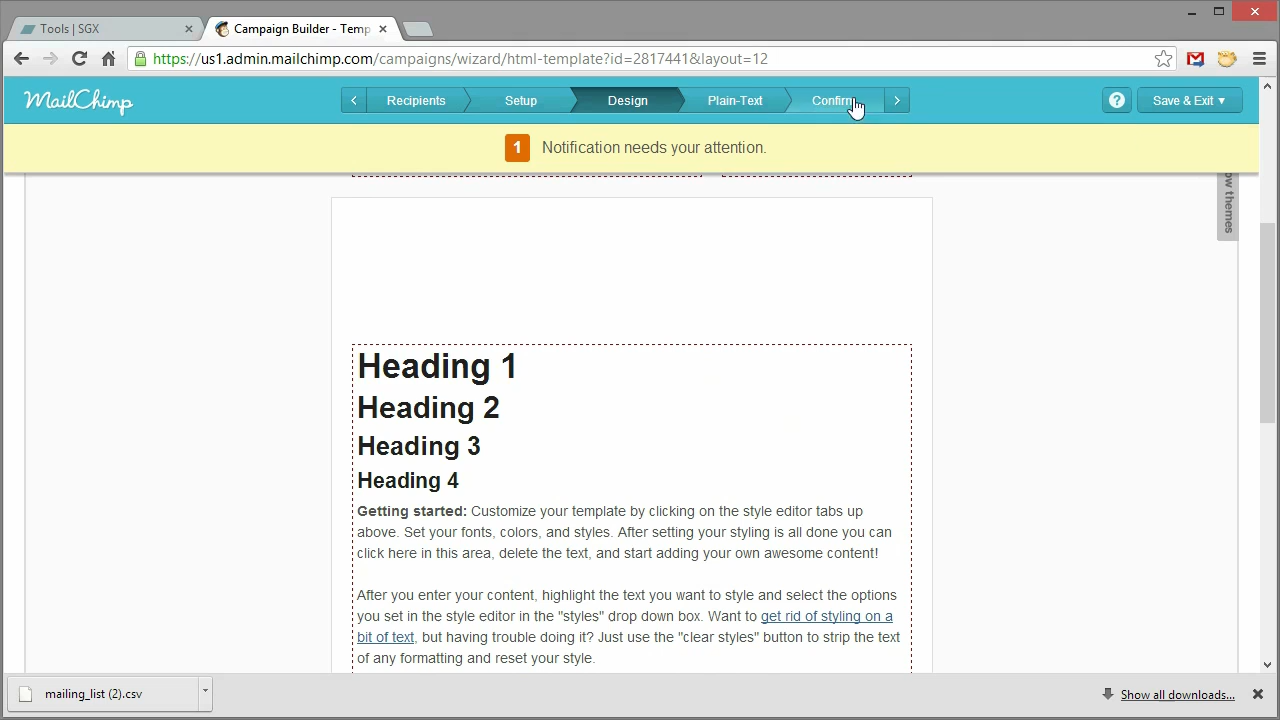 Tools | SGX
Campaign Builder - Temp
https://us1.admin.mailchimp.com/campaigns/wizard/html-template?id=2817441&layout=12
MailChimp
Recipients
Setup
Design
Plain-Text
Confirm
?
Save & Exit
1
Notification needs your attention.
ow themes
Heading 1
Heading 2
Heading 3
Heading 4
Getting started: Customize your template by clicking on the style editor tabs up
above. Set your fonts, colors, and styles. After setting your styling is all done you can
click here in this area, delete the text, and start adding your own awesome content!
After you enter your content, highlight the text you want to style and select the options
you set in the style editor in the "styles" drop down box. Want to get rid of styling on a
bit of text, but having trouble doing it? Just use the "clear styles" button to strip the text
of any formatting and reset your style.
mailing_list (2).csv
Show all downloads...